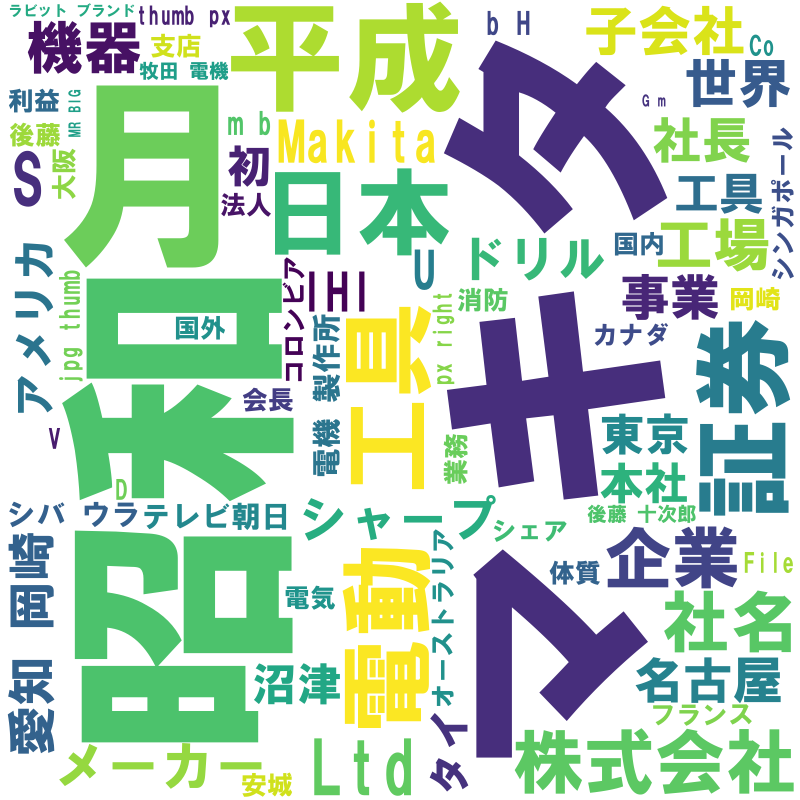 ラビット ブランド
thumb px
平成
b H
子会社
Co
機器
支店
牧田 電機
世界
利益
MR BIG
G m
後藤
m b
Makita
社長
大阪
S
初
法人
月
日本
タ
工具
シンガポール
U
ドリル
国内
工場
アメリカ
jpg thumb
コロンビア
三
消防
事業
岡崎
国外
電機 製作所
工具
px right
カナダ
キ
証券
昭和
会長
V
業務
東京
本社
D
後藤 十次郎
シバ ウラ
テレビ
朝日
シャープ
シェア
岡崎
電気
電動
オーストラリア
体質
企業
File
マ
社名
愛知
沼津
名古屋
フランス
タイ
メーカー
安城
Ltd
株式会社